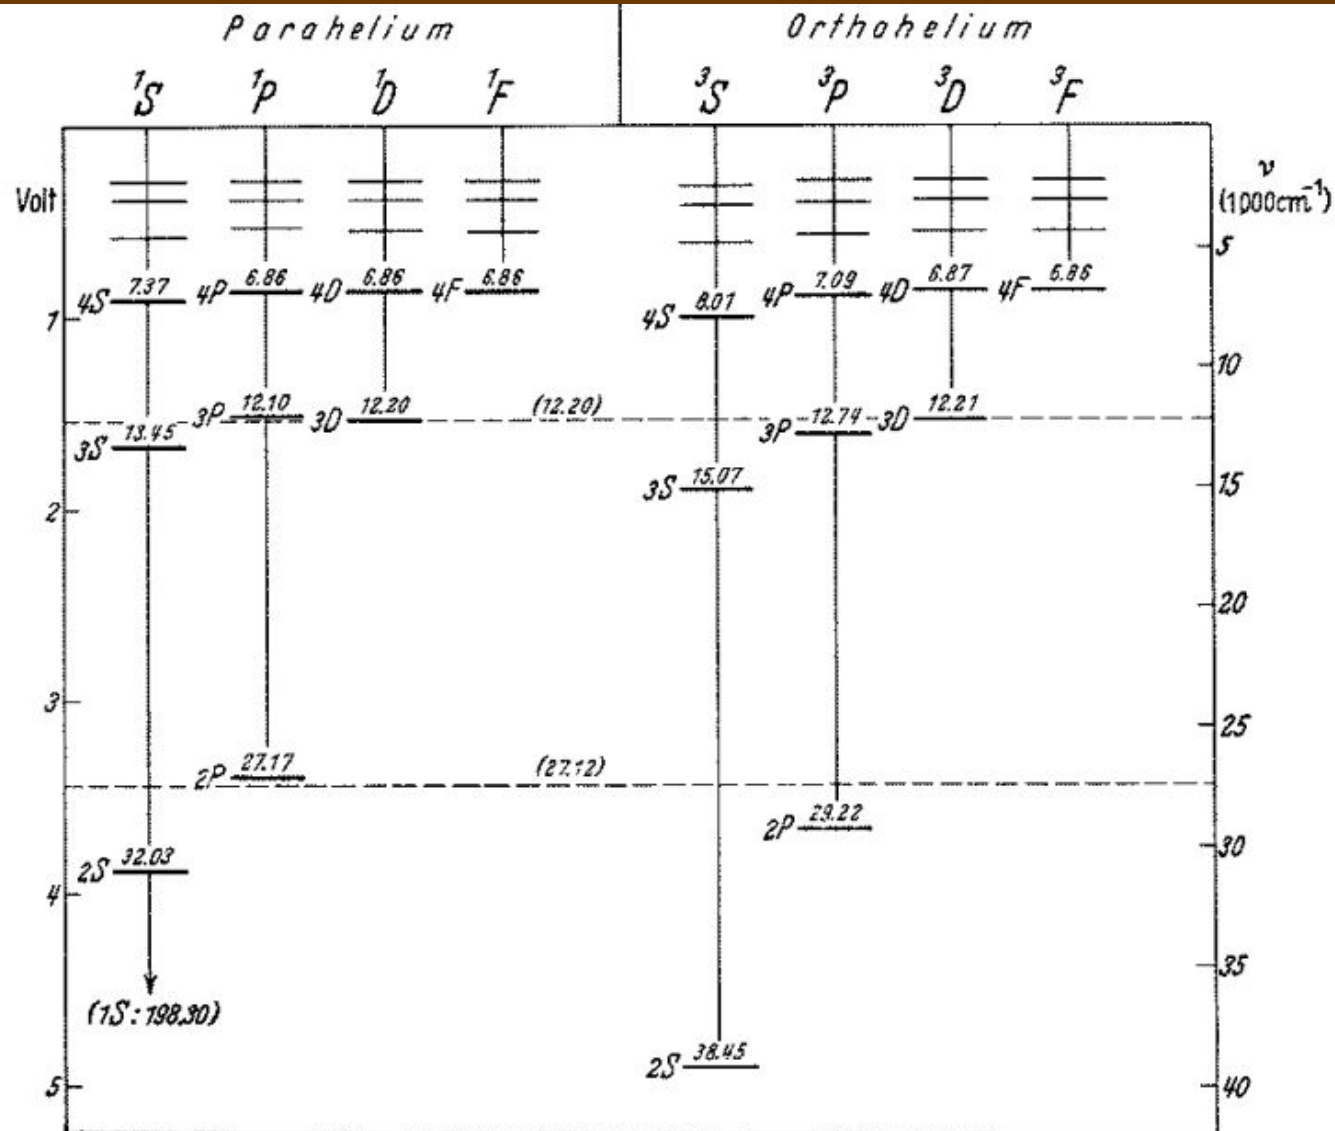 Parahelium Orthohelium
¹S ¹P ¹D ¹F ³S ³P ³D ³F
Volt ν
(1000cm⁻¹)
5
4S 7.37 4P 6.86 4D 6.86 4F 6.86 4S 8.01 4P 7.09 4D 6.87 4F 6.86
1
10
3P 12.10 3D 12.20 (12.20) 3P 12.74 3D 12.21
3S 13.45
3S 15.07 15
2
20
3 25
2P 27.17 (27.12)
2P 29.22
2S 32.03 30
4
35
(1S: 198.30)
2S 38.45
5 40